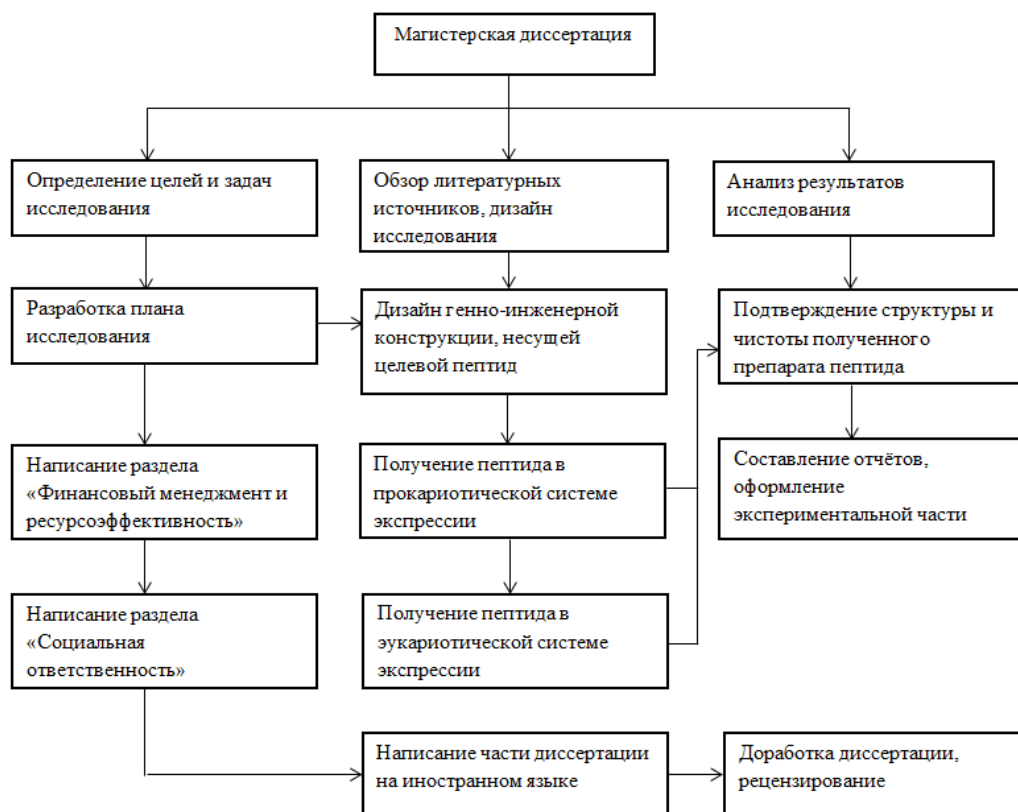 Магистерская диссертация
Определение целей и задач
исследования
Обзор литературных
источников, дизайн
исследования
Анализ результатов
исследования
Разработка плана
исследования
Дизайн генно-инженерной
конструкции, несущей
целевой пептид
Подтверждение структуры и
чистоты полученного
препарата пептида
Написание раздела
«Финансовый менеджмент и
ресурсоэффективность»
Получение пептида в
прокариотической системе
экспрессии
Составление отчётов,
оформление
экспериментальной части
Написание раздела
«Социальная
ответственность»
Получение пептида в
эукариотической системе
экспрессии
Написание части диссертации
на иностранном языке
Доработка диссертации,
рецензирование